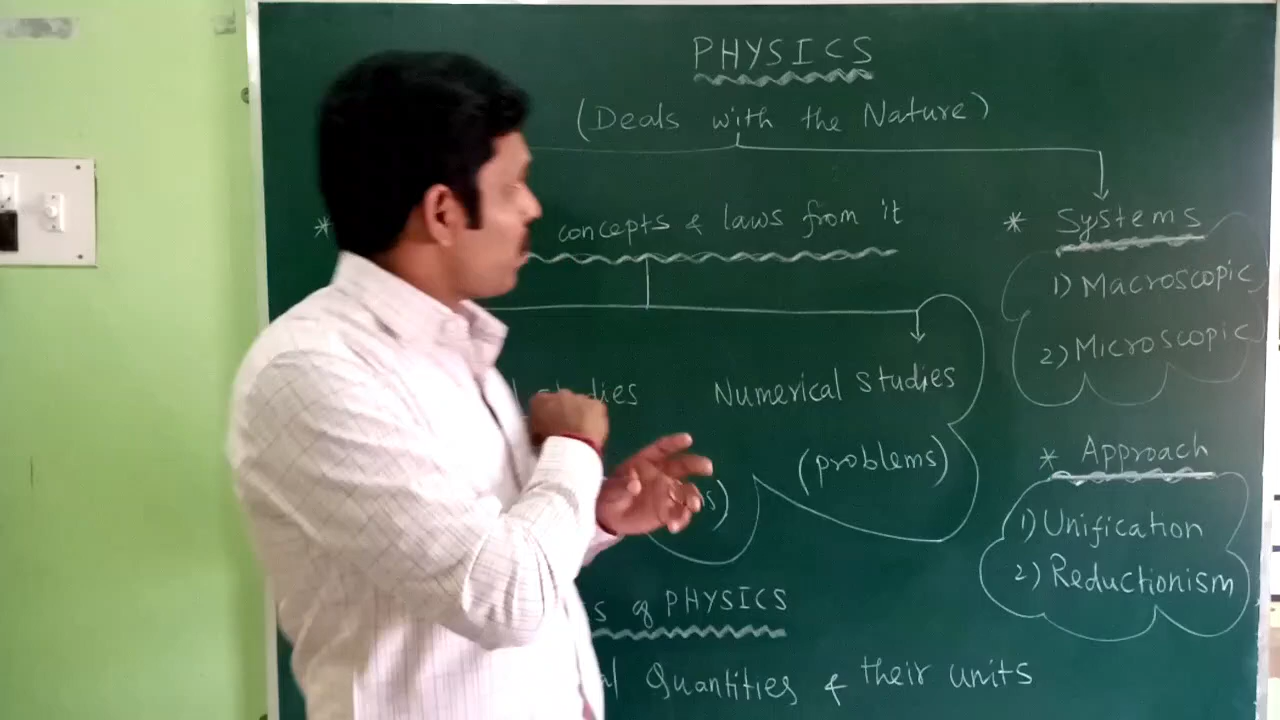 PHYSICS
(Deals with the Nature)
* concepts & laws from it
* Systems
1) Macroscopic
2) Microscopic
studies
Numerical studies
(problems)
* Approach
1) Unification
2) Reductionism
of PHYSICS
Quantities & their units